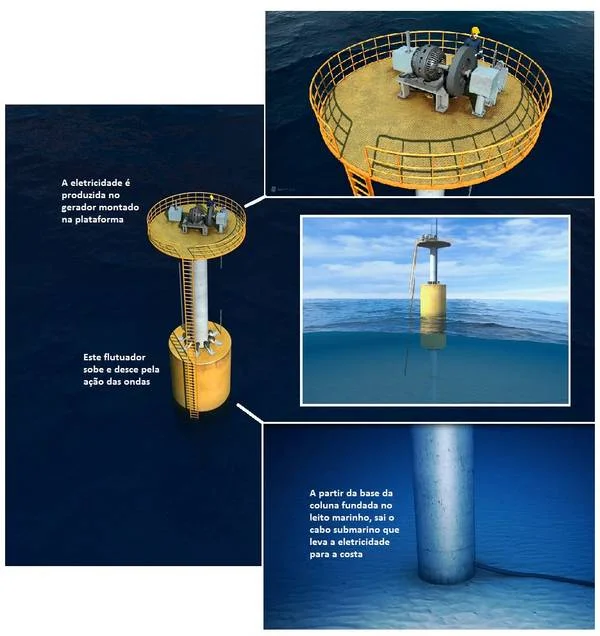 A eletricidade é
produzida no
gerador montado
na plataforma
Este flutuador
sobe e desce pela
ação das ondas
A partir da base da
coluna fundada no
leito marinho, sai o
cabo submarino que
leva a eletricidade
para a costa